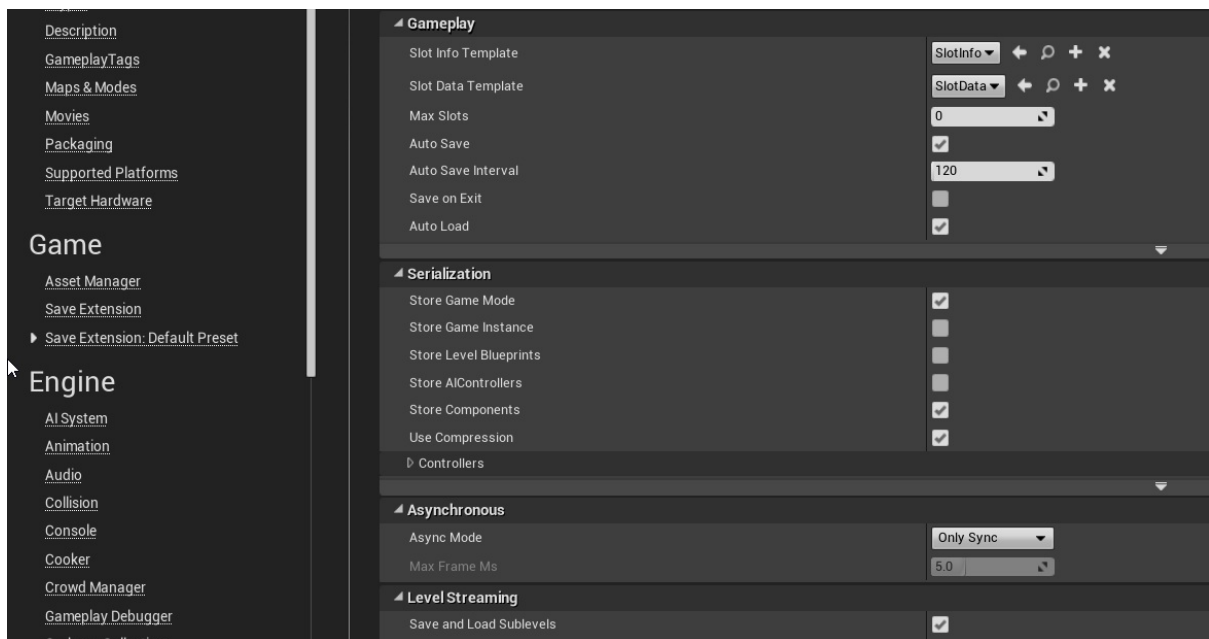 Description
GameplayTags
Maps & Modes
Movies
Packaging
Supported Platforms
Target Hardware
Game
Asset Manager
Save Extension
Save Extension: Default Preset
Engine
AI System
Animation
Audio
Collision
Console
Cooker
Crowd Manager
Gameplay Debugger
Gameplay
Slot Info Template SlotInfo
Slot Data Template SlotData
Max Slots 0
Auto Save
Auto Save Interval 120
Save on Exit
Auto Load
Serialization
Store Game Mode
Store Game Instance
Store Level Blueprints
Store AIControllers
Store Components
Use Compression
Controllers
Asynchronous
Async Mode Only Sync
Max Frame Ms 5.0
Level Streaming
Save and Load Sublevels